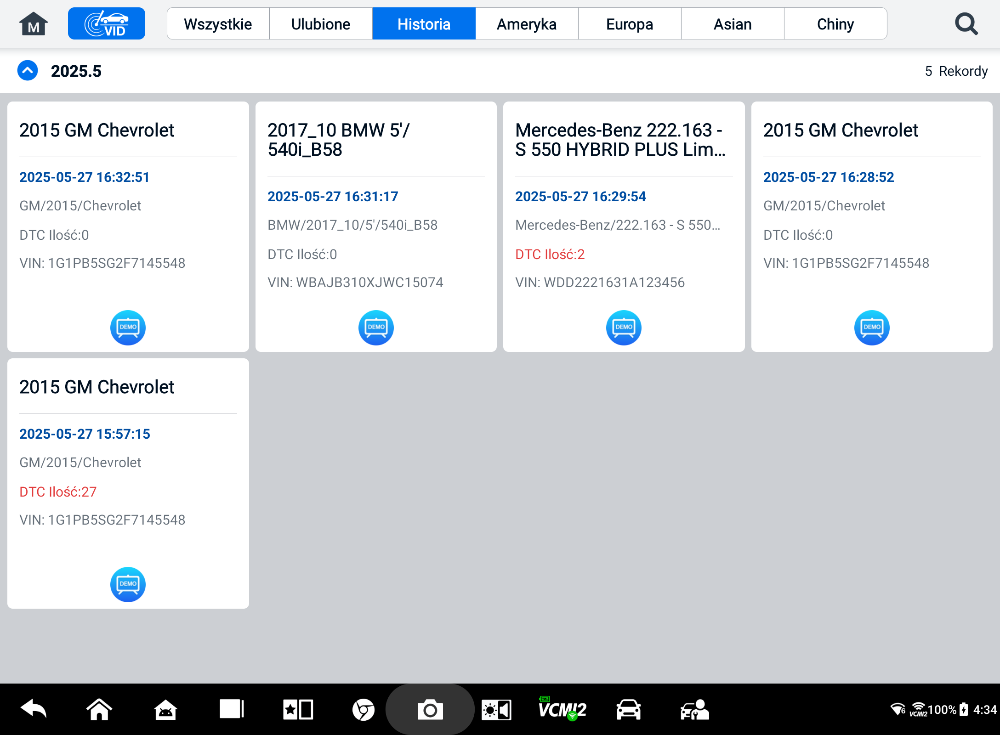 M
VID
Wszystkie
Ulubione
Historia
Ameryka
Europa
Asian
Chiny
2025.5
5 Rekordy
2015 GM Chevrolet
2025-05-27 16:32:51
GM/2015/Chevrolet
DTC Ilość:0
VIN: 1G1PB5SG2F7145548
DEMO
2017_10 BMW 5'/
540i_B58
2025-05-27 16:31:17
BMW/2017_10/5'/540i_B58
DTC Ilość:0
VIN: WBAJB310XJWC15074
DEMO
Mercedes-Benz 222.163 -
S 550 HYBRID PLUS Lim...
2025-05-27 16:29:54
Mercedes-Benz/222.163 - S 550...
DTC Ilość:2
VIN: WDD2221631A123456
DEMO
2015 GM Chevrolet
2025-05-27 16:28:52
GM/2015/Chevrolet
DTC Ilość:0
VIN: 1G1PB5SG2F7145548
DEMO
2015 GM Chevrolet
2025-05-27 15:57:15
GM/2015/Chevrolet
DTC Ilość:27
VIN: 1G1PB5SG2F7145548
DEMO
VCMI2
6
VCMI2
100%
4:34